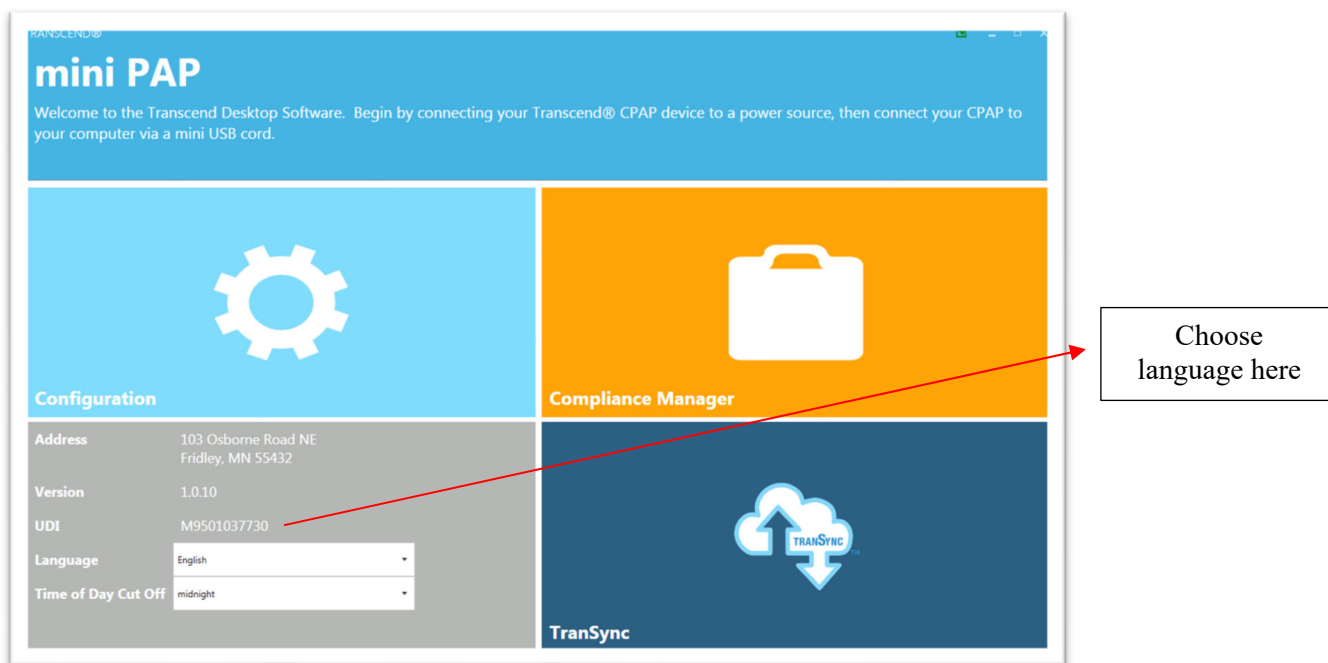 RANSCEND®
mini PAP
Welcome to the Transcend Desktop Software. Begin by connecting your Transcend® CPAP device to a power source, then connect your CPAP to
your computer via a mini USB cord.
Configuration
Compliance Manager
Choose
language here
Address 103 Osborne Road NE
Fridley, MN 55432
Version 1.0.10
UDI M9501037730
Language English
Time of Day Cut Off midnight
TRANSYNC
TranSync